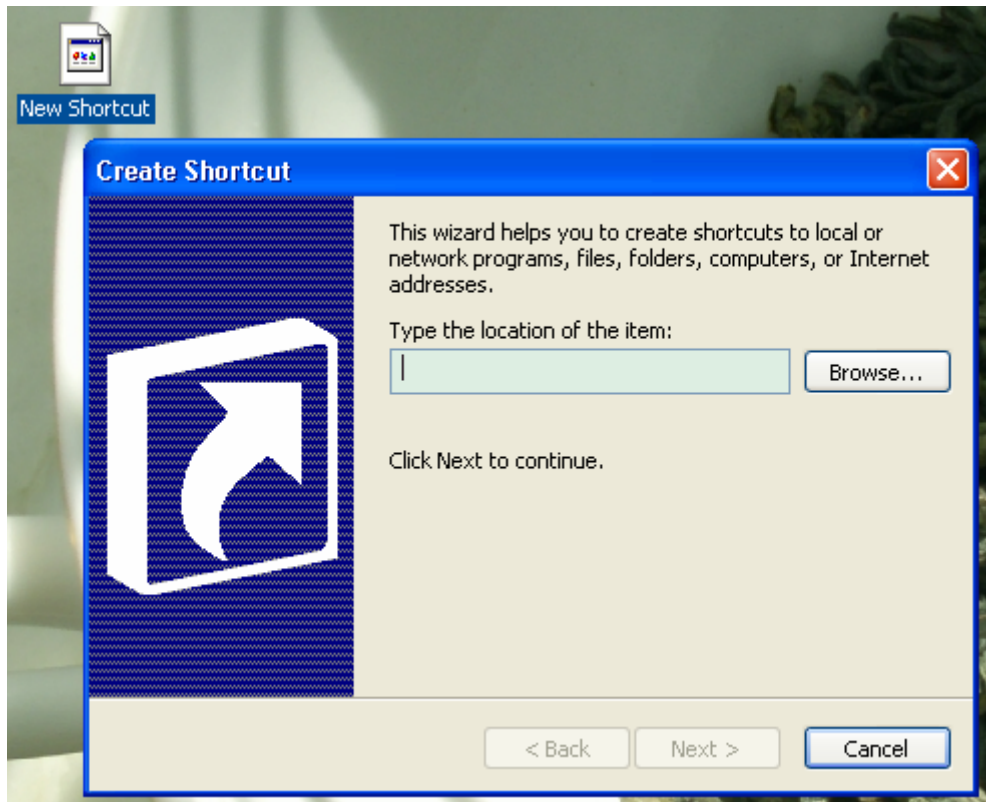 New Shortcut
Create Shortcut
This wizard helps you to create shortcuts to local or
network programs, files, folders, computers, or Internet
addresses.
Type the location of the item:
Browse...
Click Next to continue.
< Back
Next >
Cancel